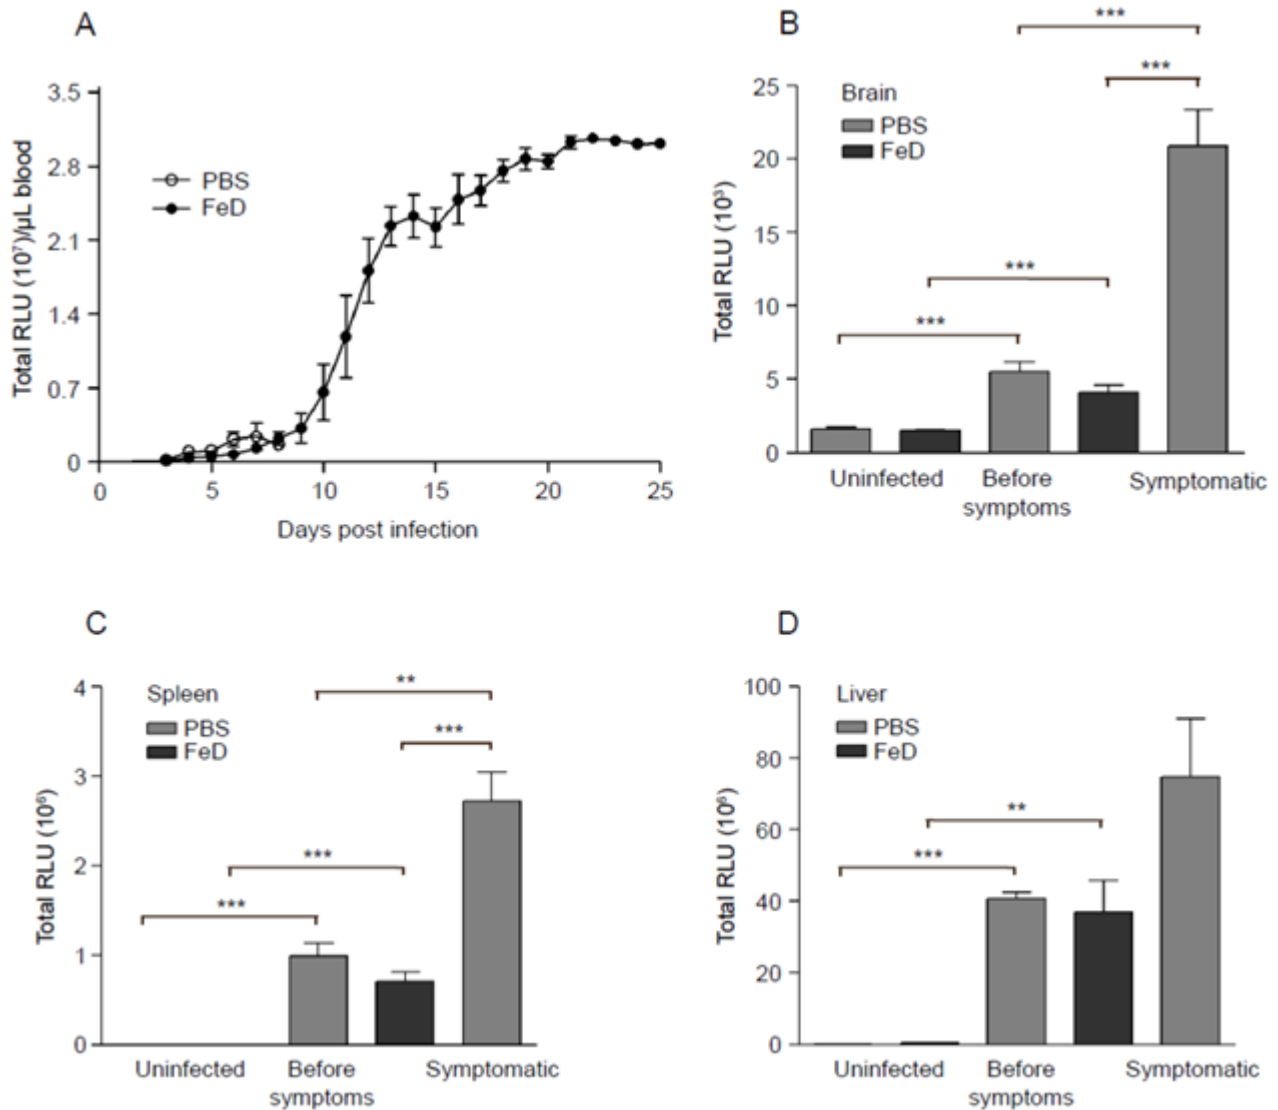 A
Total RLU (10⁷)/µL blood
3.5
2.8
2.1
1.4
0.7
0
PBS
FeD
0 5 10 15 20 25
Days post infection
B
Total RLU (10³)
25
20
15
10
5
0
Brain
PBS
FeD
***
***
***
***
Uninfected Before symptoms Symptomatic
C
Total RLU (10⁶)
4
3
2
1
0
Spleen
PBS
FeD
**
***
***
***
Uninfected Before symptoms Symptomatic
D
Total RLU (10⁶)
100
80
60
40
20
0
Liver
PBS
FeD
**
***
Uninfected Before symptoms Symptomatic